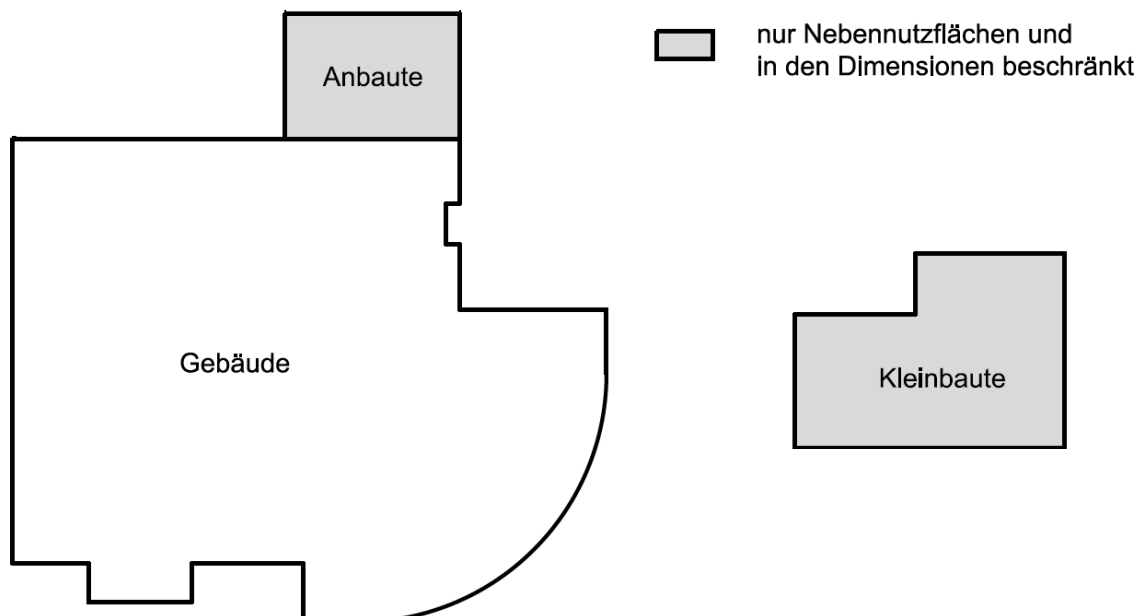 nur Nebennutzflächen und
in den Dimensionen beschränkt
Anbaute
Gebäude
Kleinbaute